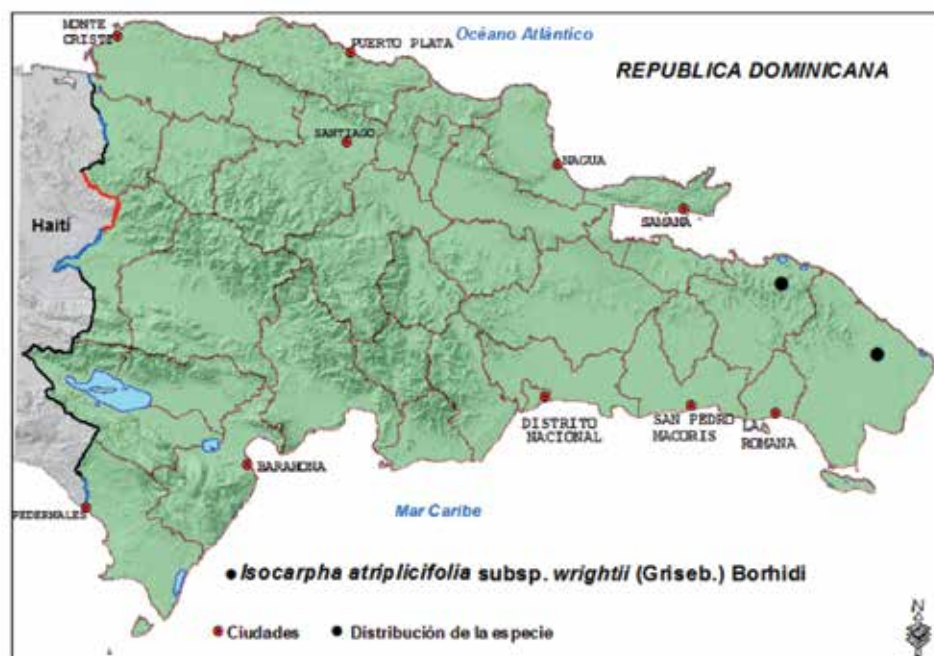 MONTE
CRISTI
Océano Atlántico
PUERTO PLATA
REPUBLICA DOMINICANA
SANTIAGO
NAGUA
SAMANA
Haití
DISTRITO
NACIONAL
SAN PEDRO
MACORIS
LA
ROMANA
BARAHONA
PEDERNALES
Mar Caribe
Isocarpha atriplicifolia subsp. wrightii (Griseb.) Borhidi
Ciudades
Distribución de la especie
N